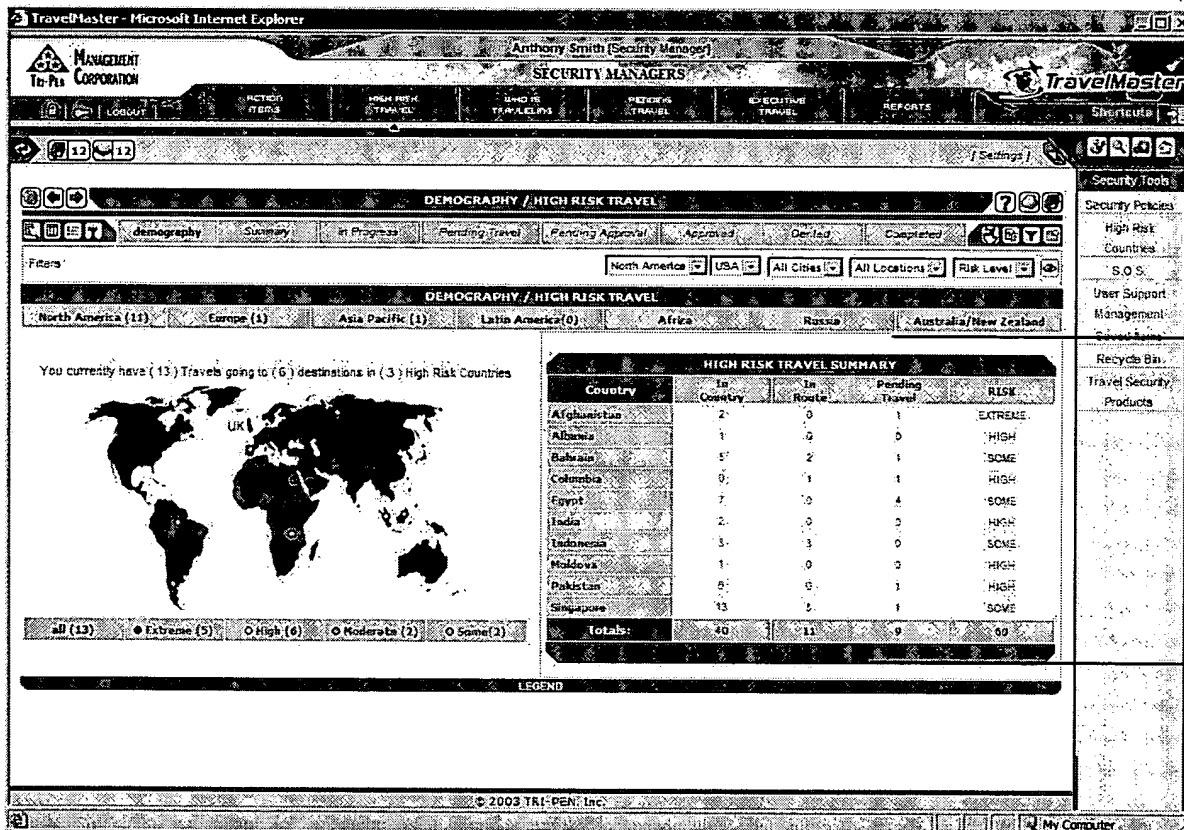 TravelMaster - Microsoft Internet Explorer
TRI-PEN MANAGEMENT CORPORATION
Anthony Smith [Security Manager]
SECURITY MANAGERS
TravelMaster
LOGOUT ACTION ITEMS HIGH RISK TRAVEL WHO IS TRAVELING PENDING TRAVEL EXECUTIVE TRAVEL REPORTS Shortcuts
12 12 [ Settings ]
Security Tools
DEMOGRAPHY / HIGH RISK TRAVEL
demography Summary In Progress Pending Travel Pending Approval Approved Denied Completed
Filters North America USA All Cities All Locations Risk Level
DEMOGRAPHY / HIGH RISK TRAVEL
North America (11) Europe (1) Asia Pacific (1) Latin America(0) Africa Russia Australia/New Zealand
Security Policies
High Risk Countries
S.O.S.
User Support
Management
Saved Items
Recycle Bin
Travel Security Products
You currently have ( 13 ) Travels going to ( 6 ) destinations in ( 3 ) High Risk Countries
UK
all (13) Extreme (5) High (6) Moderate (2) Some(2)
HIGH RISK TRAVEL SUMMARY
Country In Country In Route Pending Travel RISK
Afghanistan 2 0 1 EXTREME
Albania 1 0 0 HIGH
Bahrain 5 2 1 SOME
Columbia 0 1 1 HIGH
Egypt 7 0 4 SOME
India 2 0 0 HIGH
Indonesia 3 0 SOME
Moldova 1 0 0 HIGH
Pakistan 0 1 HIGH
Singapore 13 5 1 SOME
Totals: 40 11 9 60
LEGEND
© 2003 TRI-PEN, Inc.
My Computer